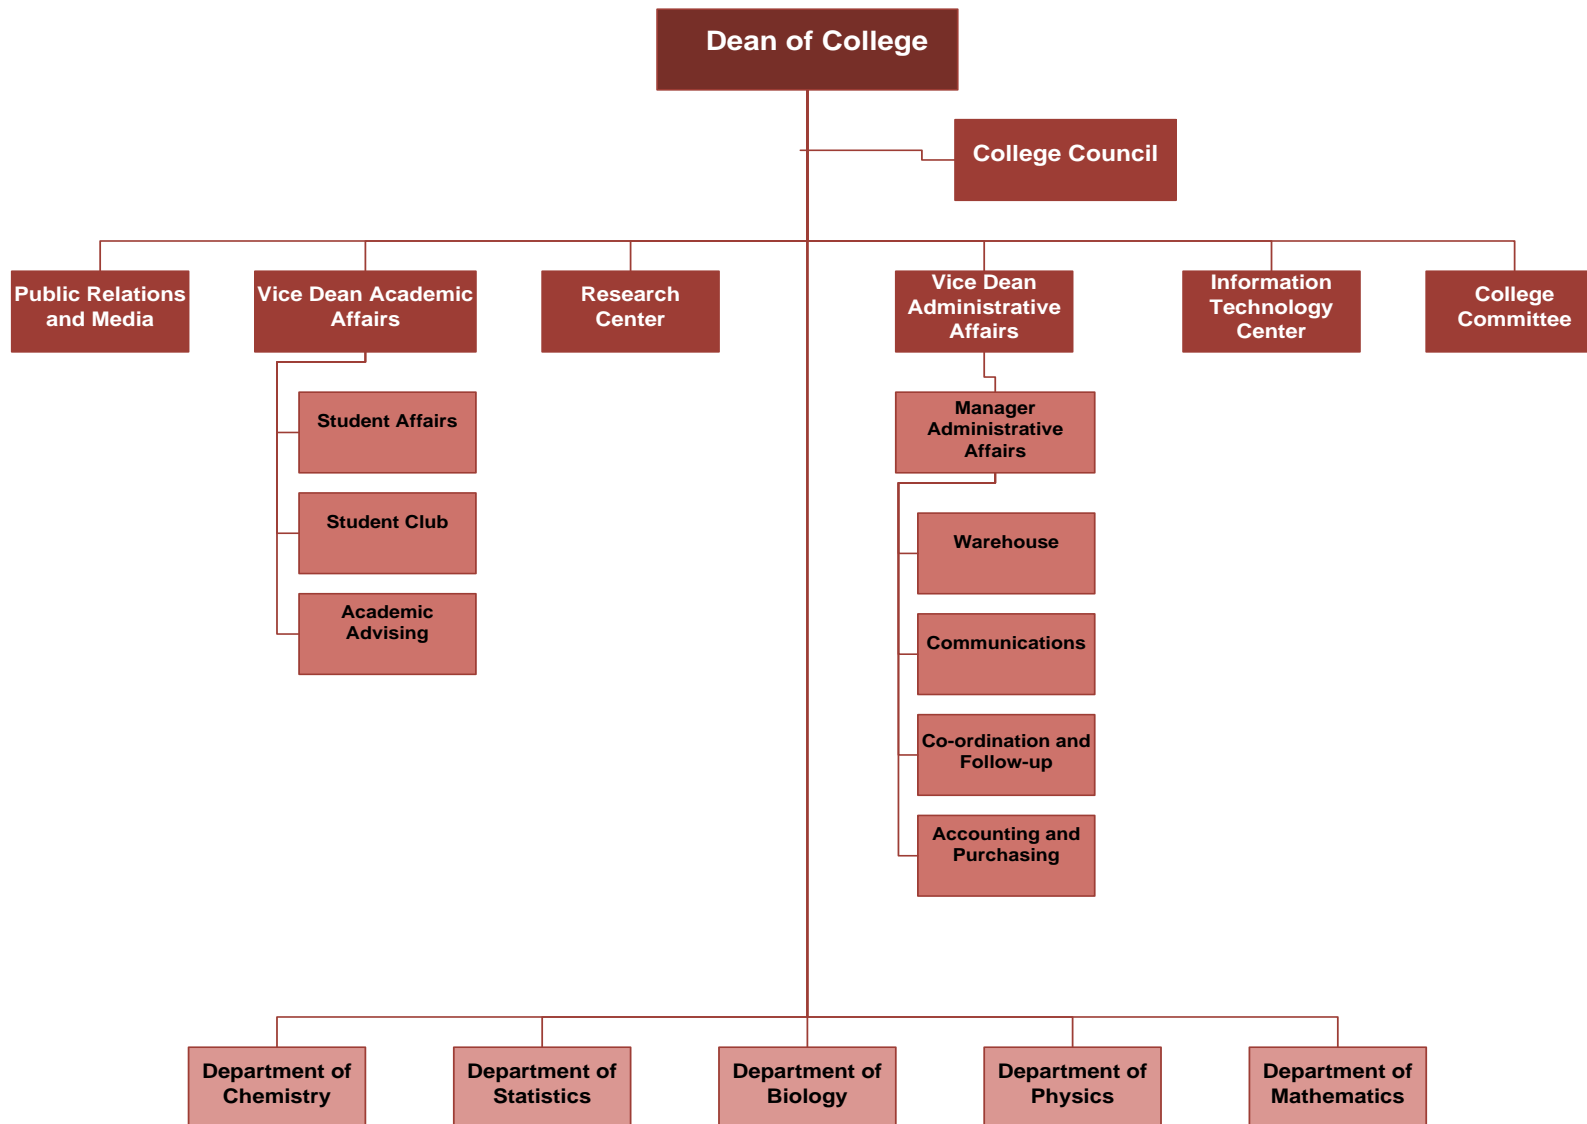 Dean of College
College Council
Public Relations
and Media
Vice Dean Academic
Affairs
Research
Center
Vice Dean
Administrative
Affairs
Information
Technology
Center
College
Committee
Student Affairs
Student Club
Academic
Advising
Manager
Administrative
Affairs
Warehouse
Communications
Co-ordination and
Follow-up
Accounting and
Purchasing
Department of
Chemistry
Department of
Statistics
Department of
Biology
Department of
Physics
Department of
Mathematics